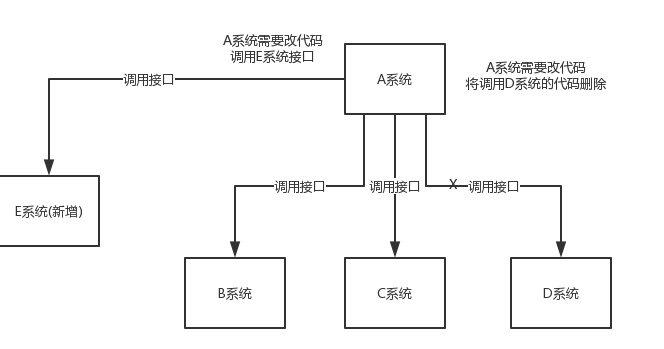 A系统需要改代码
调用E系统接口
A系统
A系统需要改代码
将调用D系统的代码删除
调用接口
调用接口
调用接口
X
调用接口
E系统(新增)
B系统
C系统
D系统